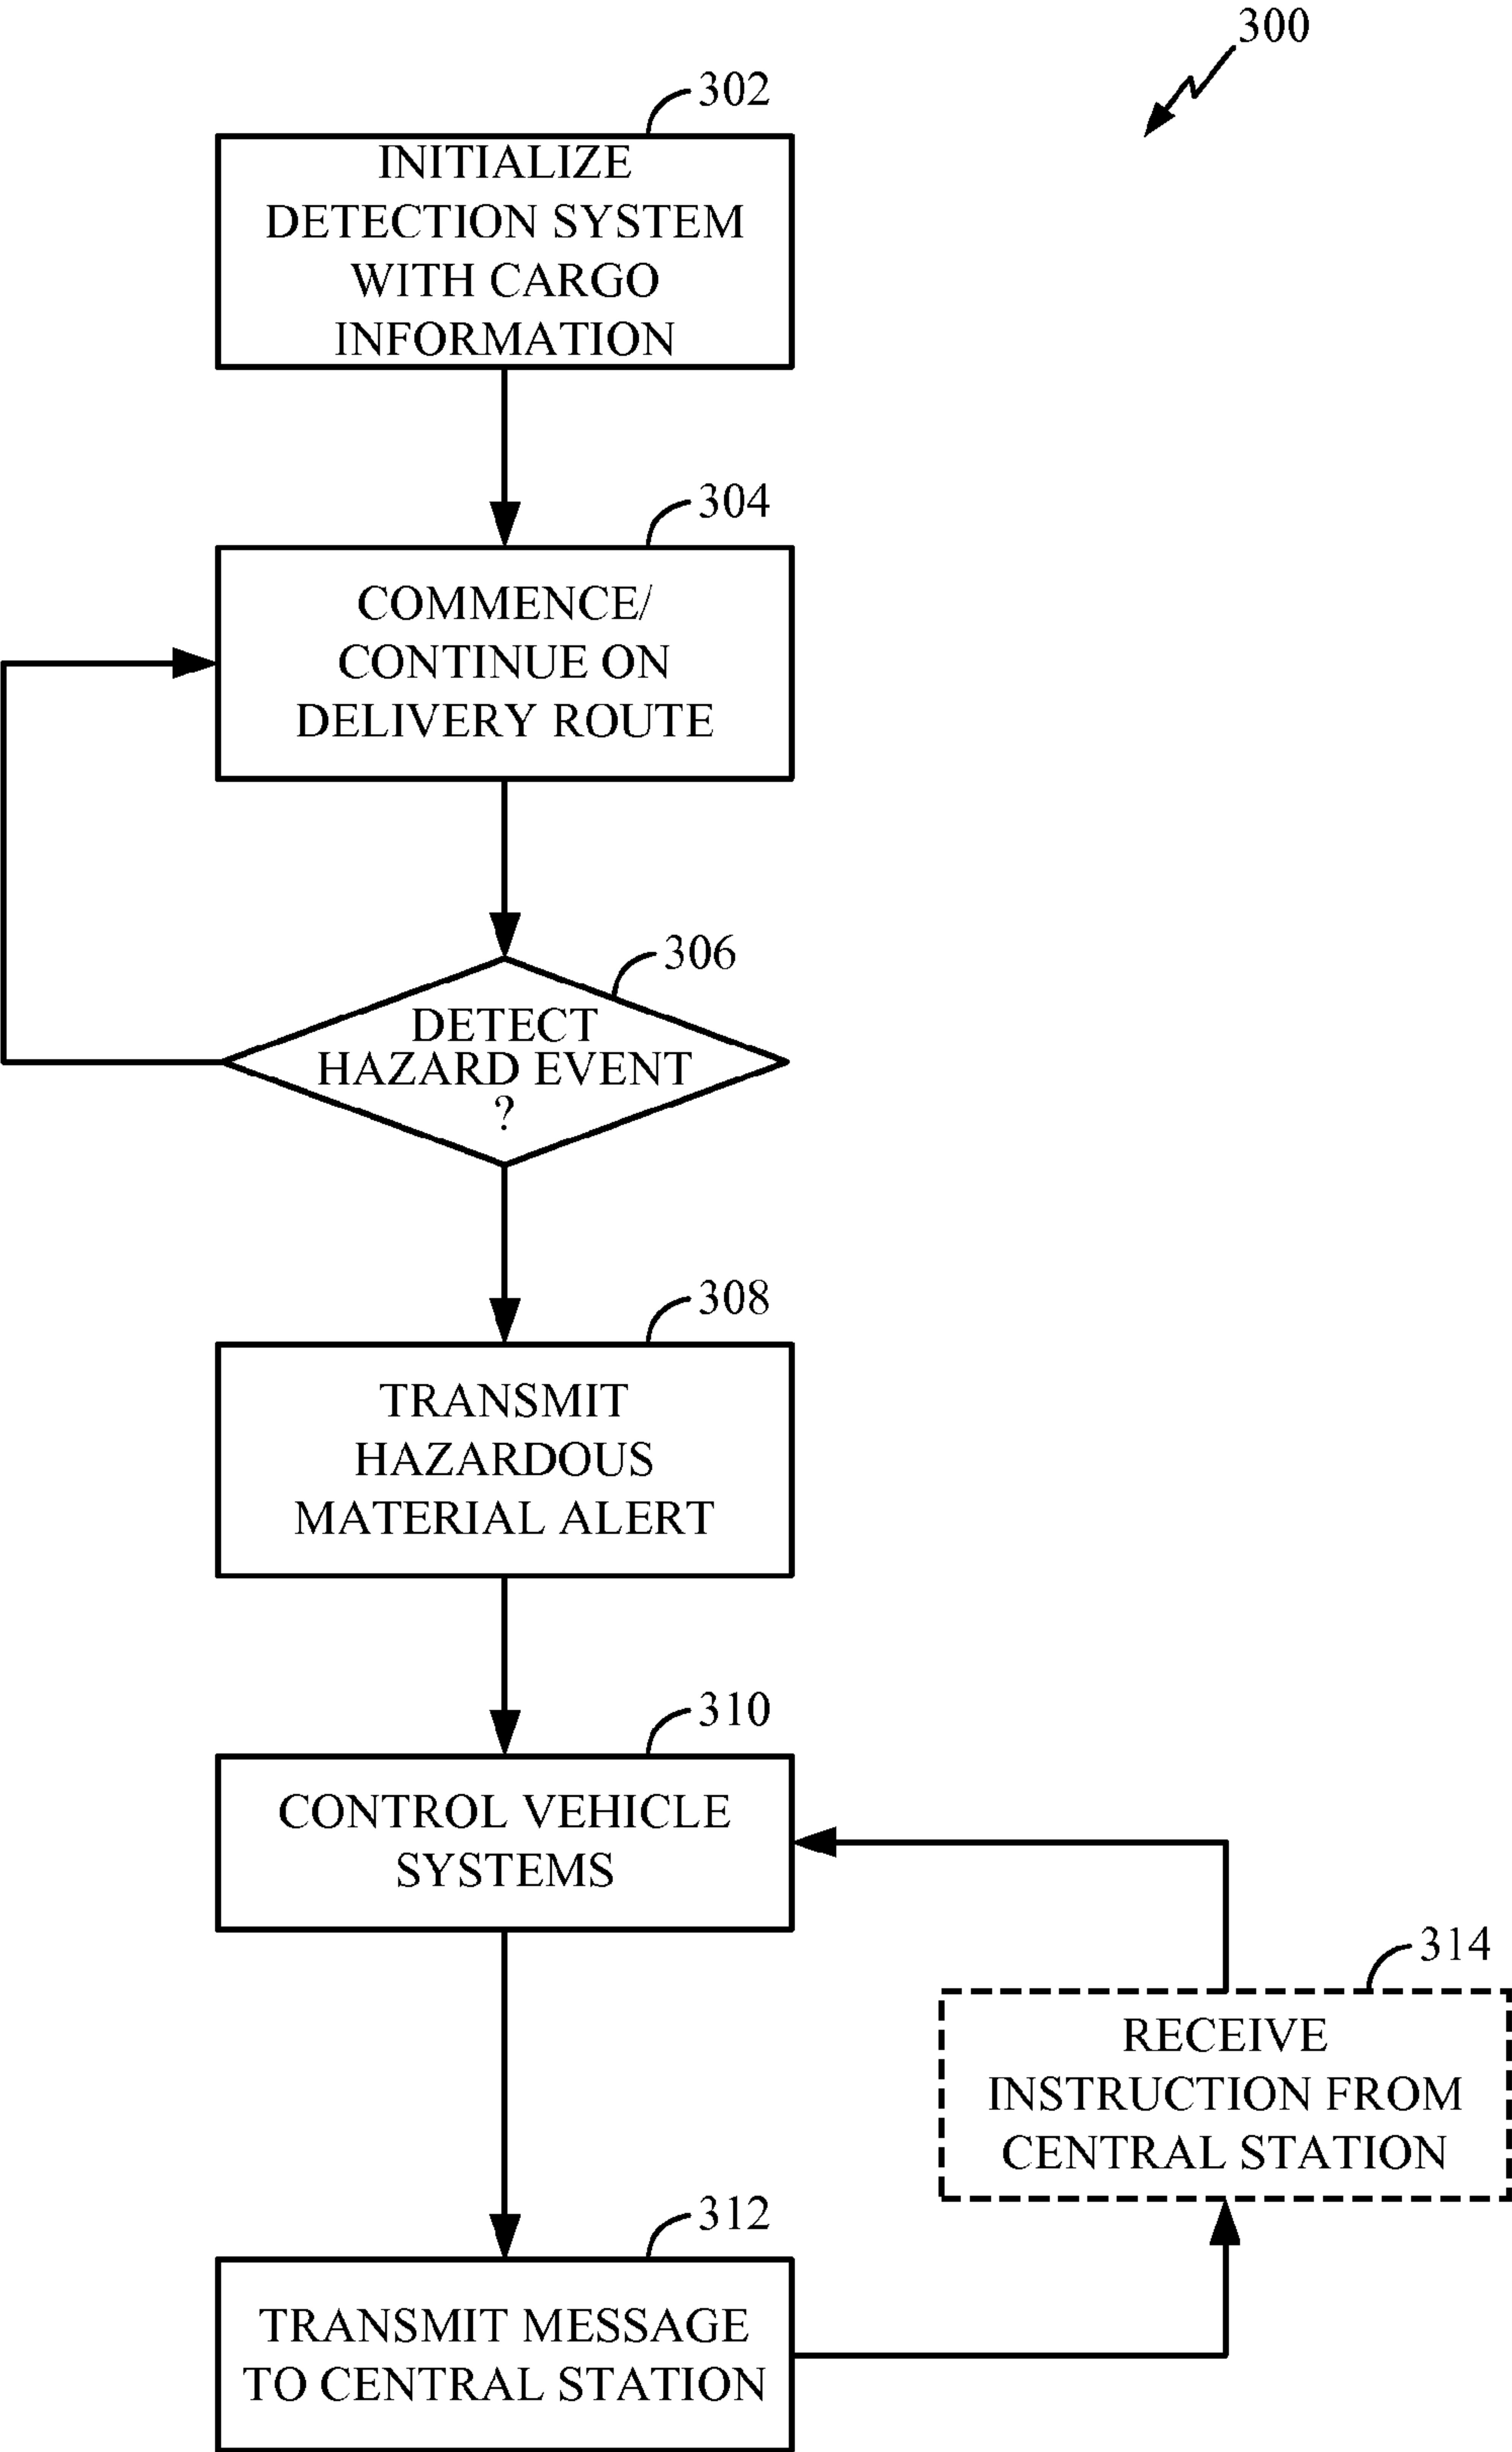 300
302
INITIALIZE
DETECTION SYSTEM
WITH CARGO
INFORMATION
304
COMMENCE/
CONTINUE ON
DELIVERY ROUTE
306
DETECT
HAZARD EVENT
?
308
TRANSMIT
HAZARDOUS
MATERIAL ALERT
310
CONTROL VEHICLE
SYSTEMS
314
RECEIVE
INSTRUCTION FROM
CENTRAL STATION
312
TRANSMIT MESSAGE
TO CENTRAL STATION